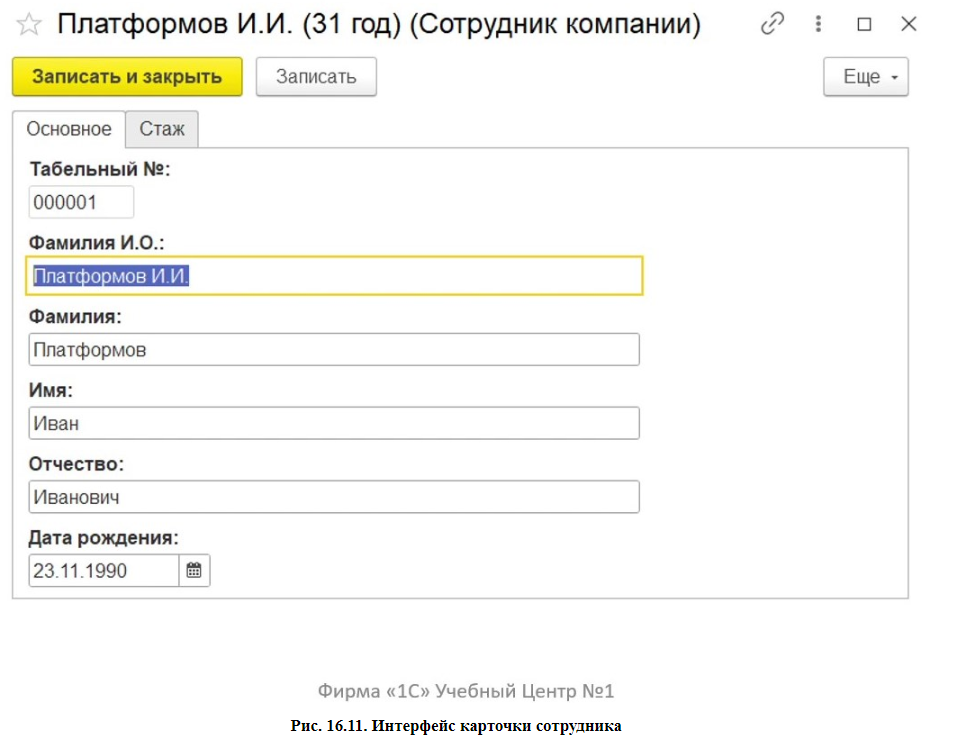 Платформов И.И. (31 год) (Сотрудник компании)
Записать и закрыть
Записать
Еще
Основное
Стаж
Табельный №:
000001
Фамилия И.О.:
Платформов И.И.
Фамилия:
Платформов
Имя:
Иван
Отчество:
Иванович
Дата рождения:
23.11.1990
Фирма «1С» Учебный Центр №1
Рис. 16.11. Интерфейс карточки сотрудника